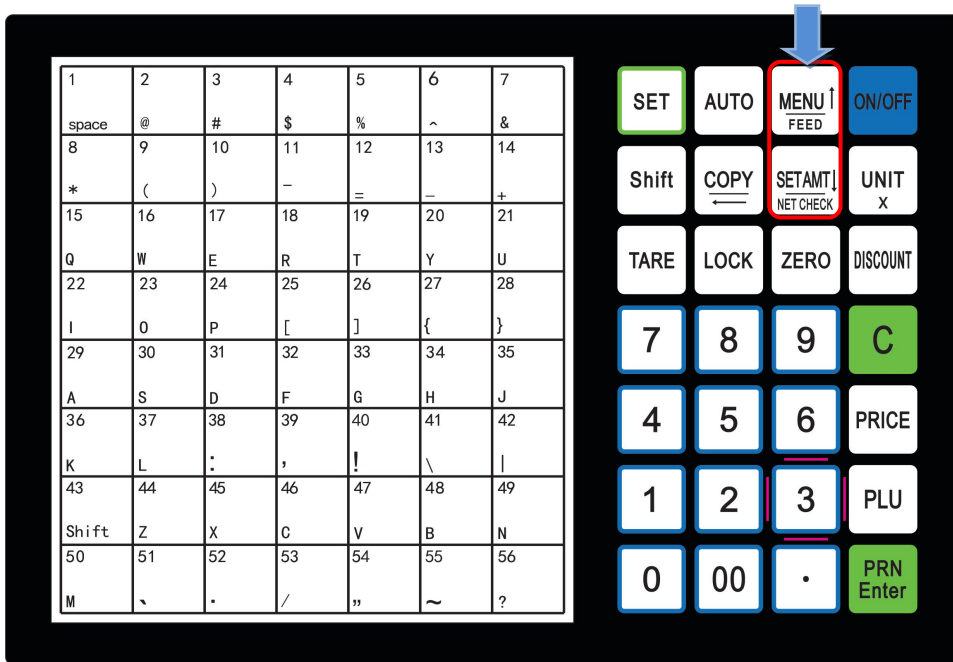 1 2 3 4 5 6 7
space @ # $ % ^ &
8 9 10 11 12 13 14
* ( ) - = _ +
15 16 17 18 19 20 21
Q W E R T Y U
22 23 24 25 26 27 28
I O P [ ] { }
29 30 31 32 33 34 35
A S D F G H J
36 37 38 39 40 41 42
K L : , ! \ |
43 44 45 46 47 48 49
Shift Z X C V B N
50 51 52 53 54 55 56
M 、 . / ” ~ ?
SET AUTO MENU↑ ON/OFF
FEED
Shift COPY SETAMT↓ UNIT
← NET CHECK X
TARE LOCK ZERO DISCOUNT
7 8 9 C
4 5 6 PRICE
1 2 3 PLU
0 00 . PRN
Enter